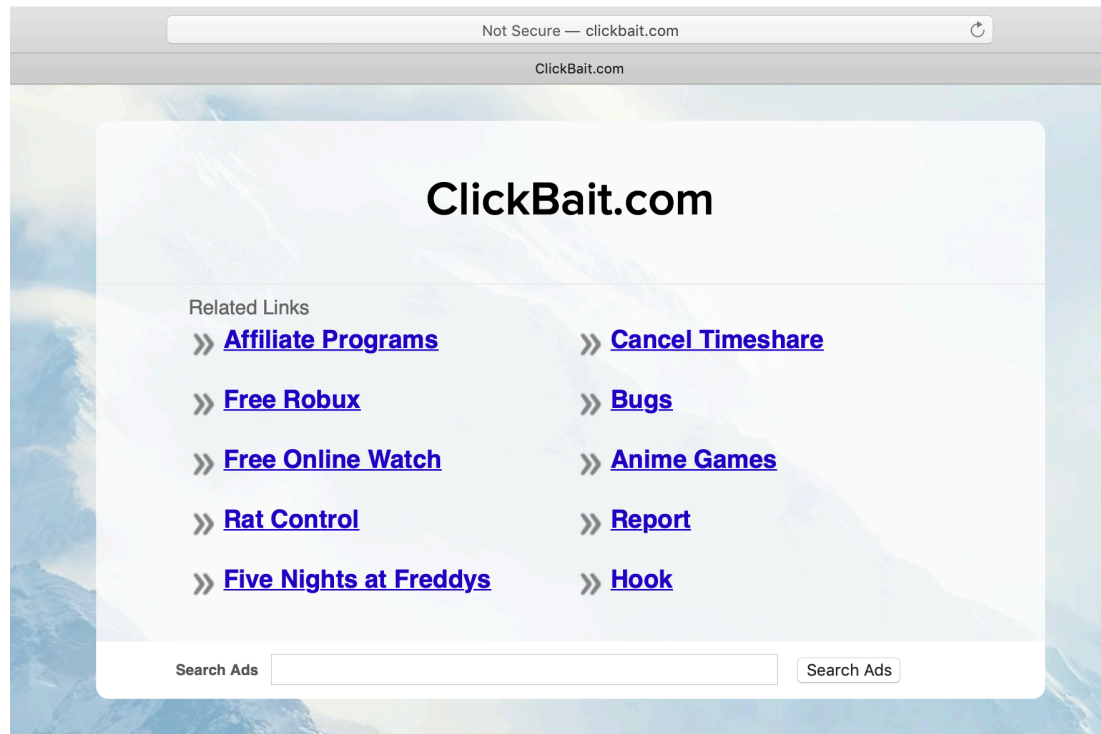 Not Secure — clickbait.com
ClickBait.com
ClickBait.com
Related Links
Affiliate Programs
Cancel Timeshare
Free Robux
Bugs
Free Online Watch
Anime Games
Rat Control
Report
Five Nights at Freddys
Hook
Search Ads
Search Ads